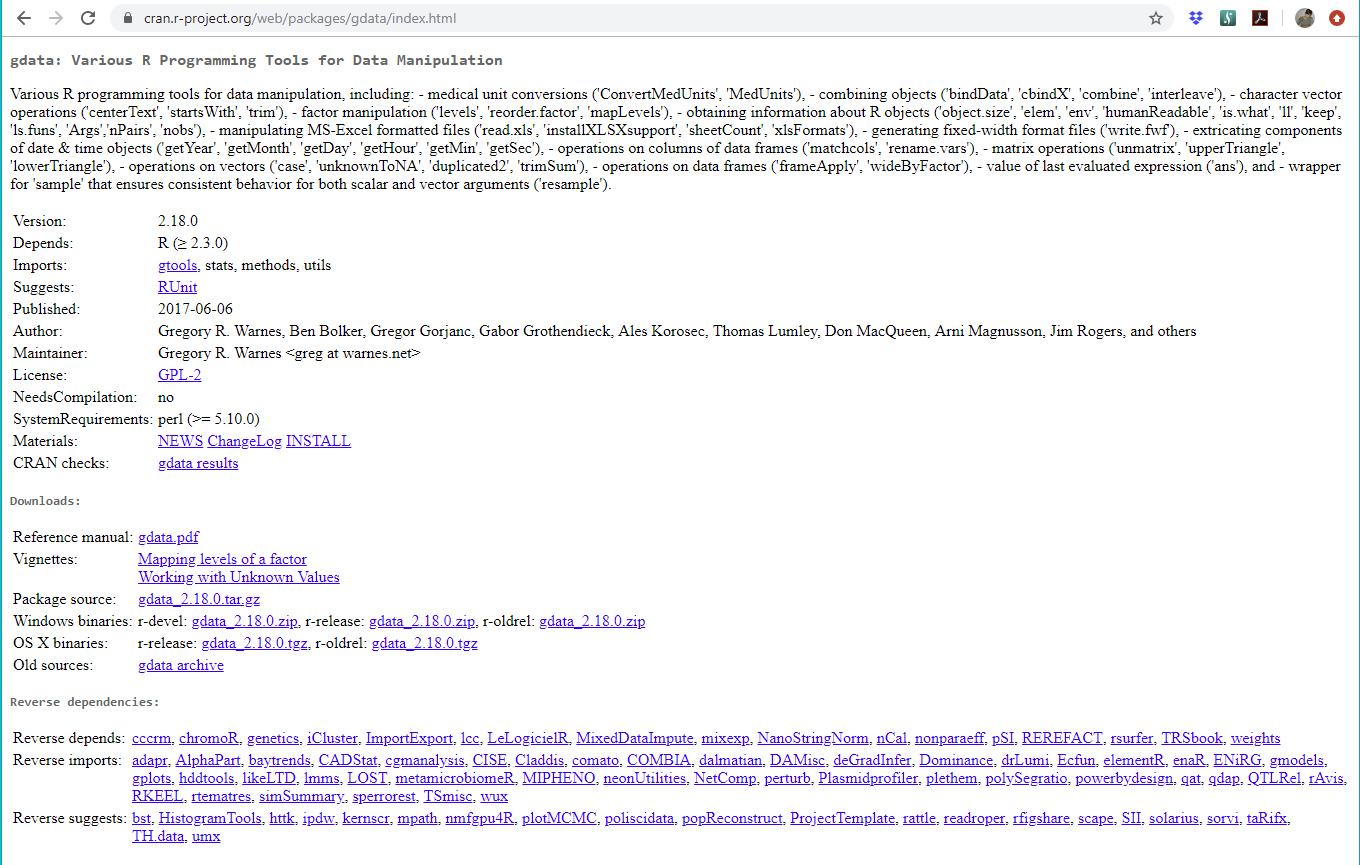 cran.r-project.org/web/packages/gdata/index.html
gdata: Various R Programming Tools for Data Manipulation
Various R programming tools for data manipulation, including: - medical unit conversions ('ConvertMedUnits', 'MedUnits'), - combining objects ('bindData', 'cbindX', 'combine', 'interleave'), - character vector
operations ('centerText', 'startsWith', 'trim'), - factor manipulation ('levels', 'reorder.factor', 'mapLevels'), - obtaining information about R objects ('object.size', 'elem', 'env', 'humanReadable', 'is.what', 'll', 'keep',
'ls.funs', 'Args','nPairs', 'nobs'), - manipulating MS-Excel formatted files ('read.xls', 'installXLSXsupport', 'sheetCount', 'xlsFormats'), - generating fixed-width format files ('write.fwf'), - extricating components
of date & time objects ('getYear', 'getMonth', 'getDay', 'getHour', 'getMin', 'getSec'), - operations on columns of data frames ('matchcols', 'rename.vars'), - matrix operations ('unmatrix', 'upperTriangle',
'lowerTriangle'), - operations on vectors ('case', 'unknownToNA', 'duplicated2', 'trimSum'), - operations on data frames ('frameApply', 'wideByFactor'), - value of last evaluated expression ('ans'), and - wrapper
for 'sample' that ensures consistent behavior for both scalar and vector arguments ('resample').
Version: 2.18.0
Depends: R (≥ 2.3.0)
Imports: gtools, stats, methods, utils
Suggests: RUnit
Published: 2017-06-06
Author: Gregory R. Warnes, Ben Bolker, Gregor Gorjanc, Gabor Grothendieck, Ales Korosec, Thomas Lumley, Don MacQueen, Arni Magnusson, Jim Rogers, and others
Maintainer: Gregory R. Warnes <greg at warnes.net>
License: GPL-2
NeedsCompilation: no
SystemRequirements: perl (>= 5.10.0)
Materials: NEWS ChangeLog INSTALL
CRAN checks: gdata results
Downloads:
Reference manual: gdata.pdf
Vignettes: Mapping levels of a factor
Working with Unknown Values
Package source: gdata_2.18.0.tar.gz
Windows binaries: r-devel: gdata_2.18.0.zip, r-release: gdata_2.18.0.zip, r-oldrel: gdata_2.18.0.zip
OS X binaries: r-release: gdata_2.18.0.tgz, r-oldrel: gdata_2.18.0.tgz
Old sources: gdata archive
Reverse dependencies:
Reverse depends: cccrm, chromoR, genetics, iCluster, ImportExport, lcc, LeLogicielR, MixedDataImpute, mixexp, NanoStringNorm, nCal, nonparaeff, pSI, REREFACT, rsurfer, TRSbook, weights
Reverse imports: adapr, AlphaPart, baytrends, CADStat, cgmanalysis, CISE, Claddis, comato, COMBIA, dalmatian, DAMisc, deGradInfer, Dominance, drLumi, Ecfun, elementR, enaR, ENiRG, gmodels,
gplots, hddtools, likeLTD, lmms, LOST, metamicrobiomeR, MIPHENO, neonUtilities, NetComp, perturb, Plasmidprofiler, plethem, polySegratio, powerbydesign, qat, qdap, QTLRel, rAvis,
RKEEL, rtematres, simSummary, sperrorest, TSmisc, wux
Reverse suggests: bst, HistogramTools, httk, ipdw, kernscr, mpath, nmfgpu4R, plotMCMC, poliscidata, popReconstruct, ProjectTemplate, rattle, readroper, rfigshare, scape, SII, solarius, sorvi, taRifx,
TH.data, umx